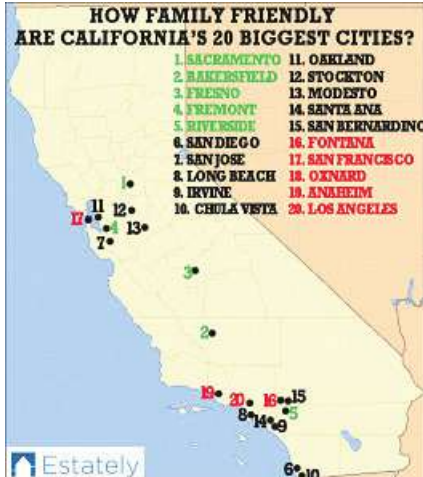 HOW FAMILY FRIENDLY
ARE CALIFORNIA'S 20 BIGGEST CITIES?
1. SACRAMENTO
2. BAKERSFIELD
3. FRESNO
4. FREMONT
5. RIVERSIDE
6. SAN DIEGO
7. SAN JOSE
8. LONG BEACH
9. IRVINE
10. CHULA VISTA
11. OAKLAND
12. STOCKTON
13. MODESTO
14. SANTA ANA
15. SAN BERNARDINO
16. FONTANA
17. SAN FRANCISCO
18. OXNARD
19. ANAHEIM
20. LOS ANGELES
1
11 12
17 4 13
7
3
2
19 20 16 15
8 14 9 5
6 10
Estately